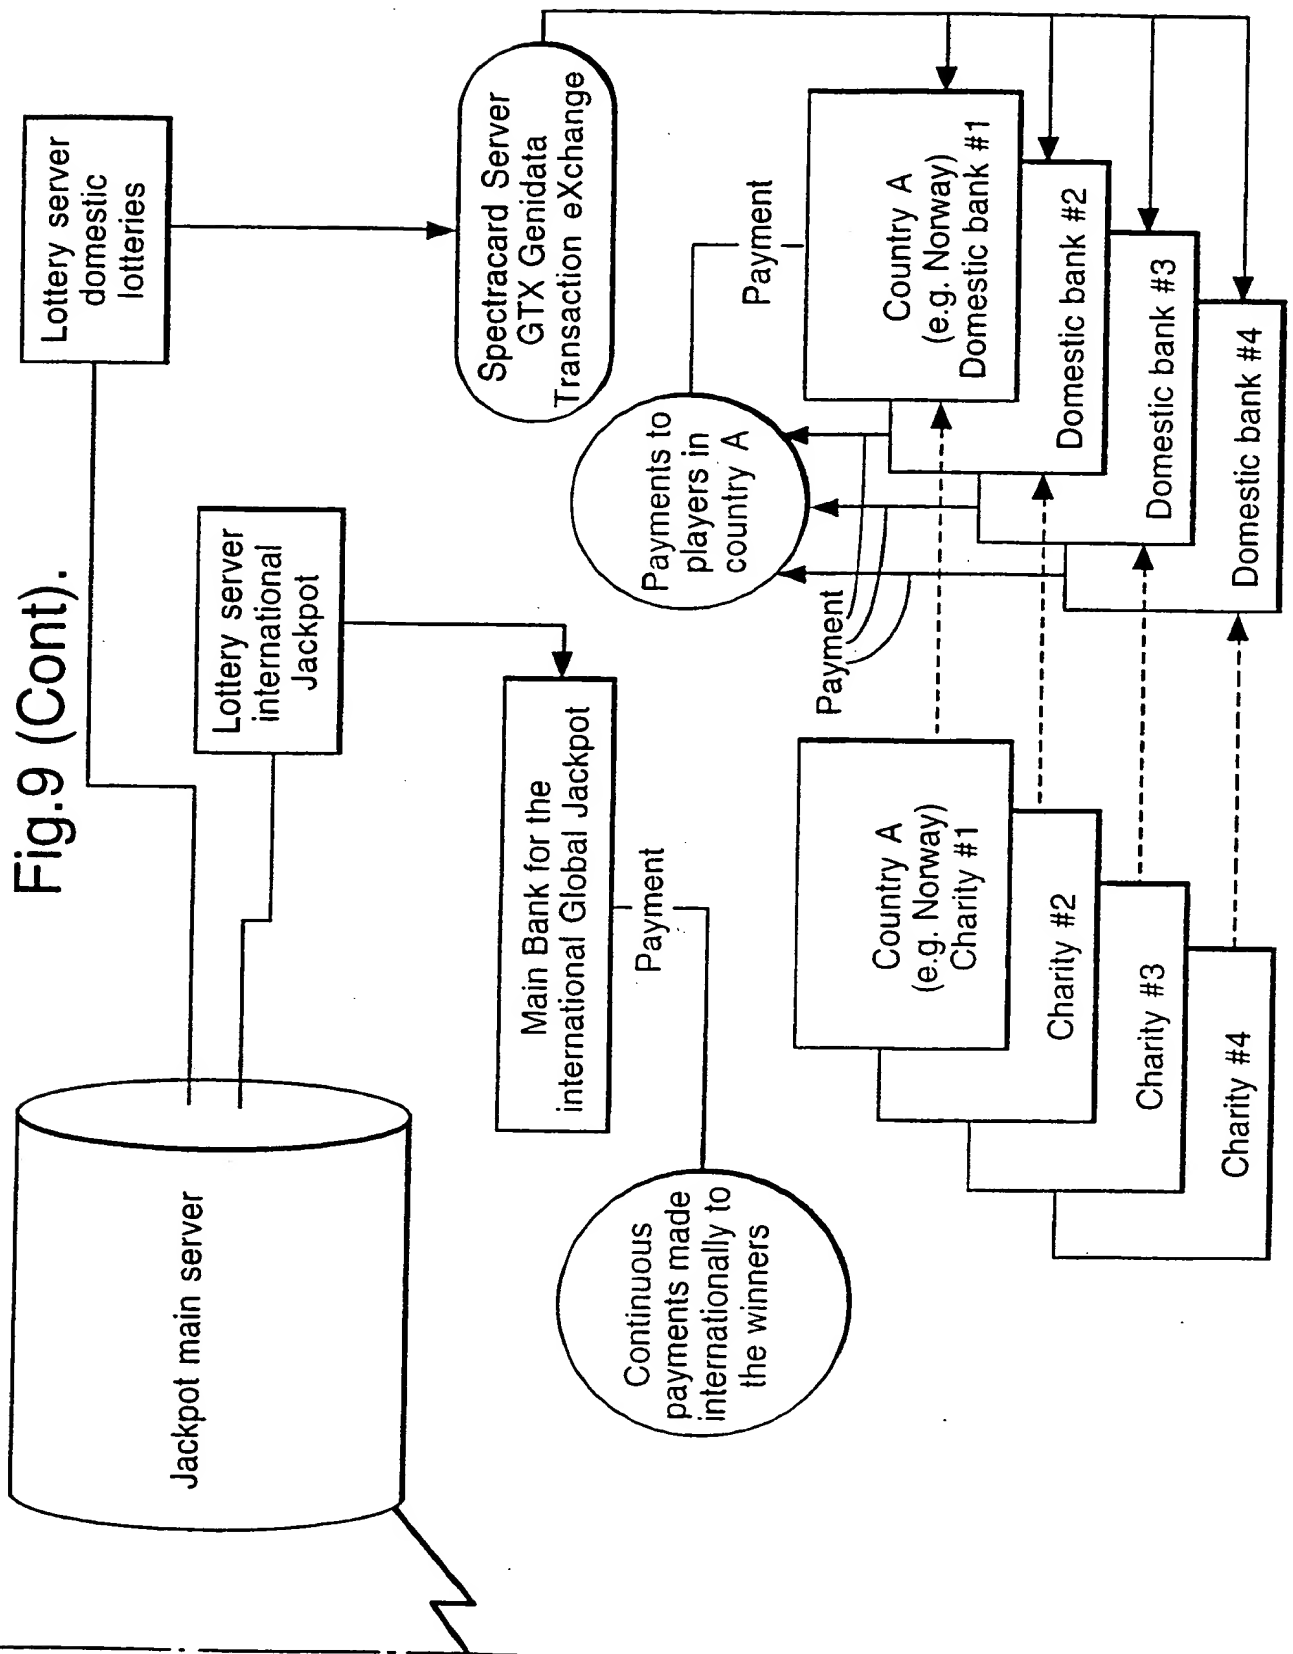 Fig.9 (Cont).
Jackpot main server
Lottery server
domestic
lotteries
Lottery server
international
Jackpot
Spectracard Server
GTX Genidata
Transaction eXchange
Main Bank for the
international Global Jackpot
Payment
Continuous
payments made
internationally to
the winners
Payments to
players in
country A
Payment
Payment
Country A
(e.g. Norway)
Domestic bank #1
Domestic bank #2
Domestic bank #3
Domestic bank #4
Country A
(e.g. Norway)
Charity #1
Charity #2
Charity #3
Charity #4